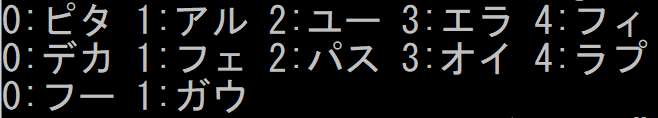 0:ピタ 1:アル 2:ユー 3:エラ 4:フィ
0:デカ 1:フェ 2:パス 3:オイ 4:ラプ
0:フー 1:ガウ